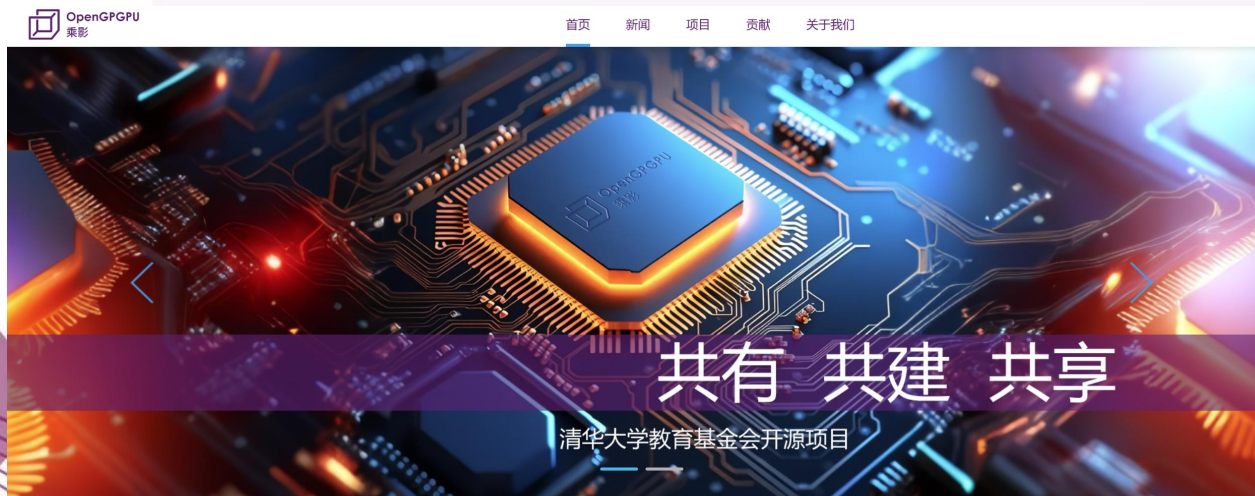 OpenGPGPU
乘影
首页 新闻 项目 贡献 关于我们
OpenGPGPU
乘影
共有 共建 共享
清华大学教育基金会开源项目